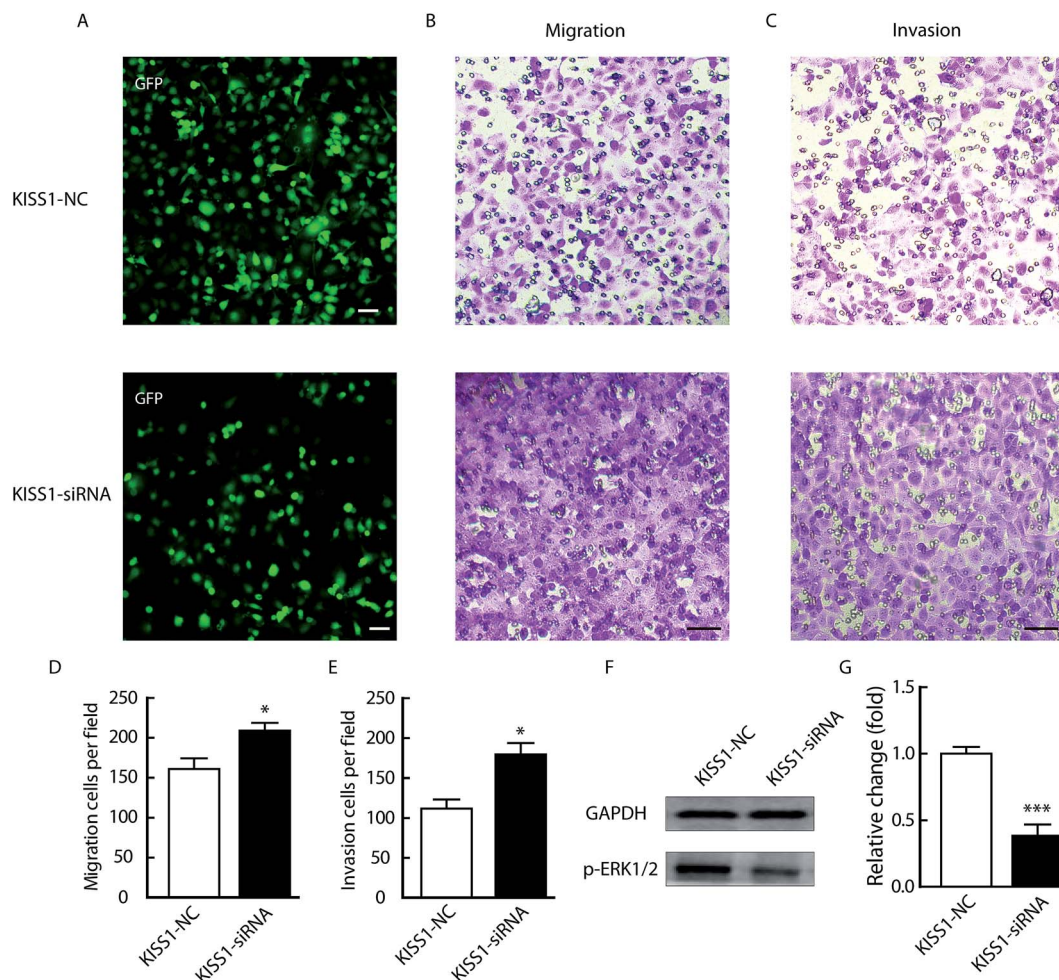 A
B
C
Migration
Invasion
GFP
KISS1-NC
GFP
KISS1-siRNA
D
E
F
G
250
200
150
100
50
0
Migration cells per field
*
KISS1-NC
KISS1-siRNA
250
200
150
100
50
0
Invasion cells per field
*
KISS1-NC
KISS1-siRNA
KISS1-NC
KISS1-siRNA
GAPDH
p-ERK1/2
1.5
1.0
0.5
0.0
Relative change (fold)
***
KISS1-NC
KISS1-siRNA